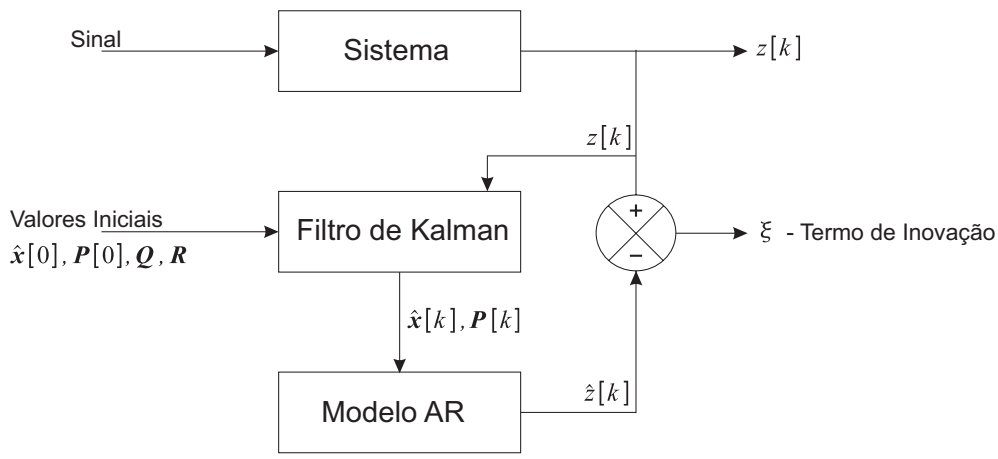 Sinal
Sistema
z[k]
z[k]
Valores Iniciais
x̂[0], P[0], Q, R
Filtro de Kalman
+
−
ξ - Termo de Inovação
x̂[k], P[k]
Modelo AR
ẑ[k]